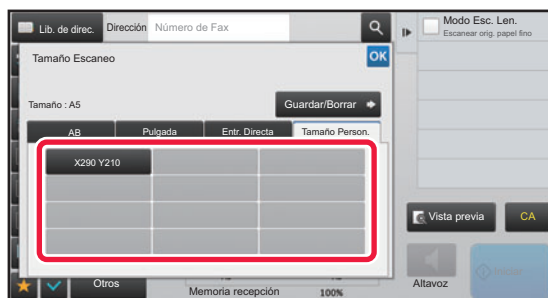 Lib. de direc.
Dirección
Número de Fax
Modo Esc. Len.
Escanear orig. papel fino
Tamaño Escaneo
OK
Tamaño : A5
Guardar/Borrar
AB
Pulgada
Entr. Directa
Tamaño Person.
X290 Y210
Vista previa
CA
Otros
Memoria recepción
100%
Altavoz
Iniciar